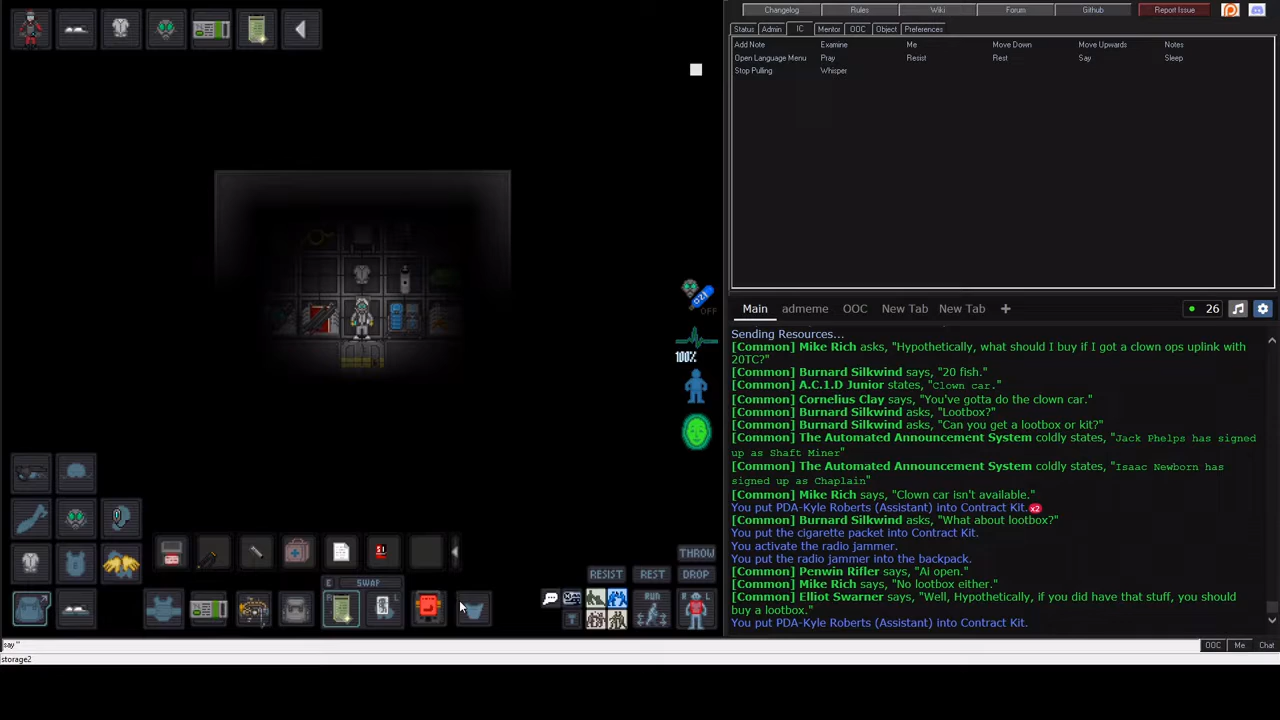 Changelog Rules Wiki Forum Github Report Issue
Status Admin IC Mentor OOC Object Preferences
Add Note Examine Me Move Down Move Upwards Notes
Open Language Menu Pray Resist Rest Say Sleep
Stop Pulling Whisper
Main admeme OOC New Tab New Tab + 26
Sending Resources...
[Common] Mike Rich asks, "Hypothetically, what should I buy if I got a clown ops uplink with
20TC?"
[Common] Burnard Silkwind says, "20 fish."
[Common] A.C.1.D Junior states, "Clown car."
[Common] Cornelius Clay says, "You've gotta do the clown car."
[Common] Burnard Silkwind asks, "Lootbox?"
[Common] Burnard Silkwind asks, "Can you get a lootbox or kit?"
[Common] The Automated Announcement System coldly states, "Jack Phelps has signed
up as Shaft Miner"
[Common] The Automated Announcement System coldly states, "Isaac Newborn has
signed up as Chaplain"
[Common] Mike Rich says, "Clown car isn't available."
You put PDA-Kyle Roberts (Assistant) into Contract Kit. x2
[Common] Burnard Silkwind asks, "What about lootbox?"
You put the cigarette packet into Contract Kit.
You activate the radio jammer.
You put the radio jammer into the backpack.
[Common] Penwin Rifler says, "AI open."
[Common] Mike Rich says, "No lootbox either."
[Common] Elliot Swarner says, "Well, Hypothetically, if you did have that stuff, you should
buy a lootbox."
You put PDA-Kyle Roberts (Assistant) into Contract Kit.
OFF
100%
THROW
RESIST REST DROP
E SWAP
RUN
say "
OOC Me Chat
storage2